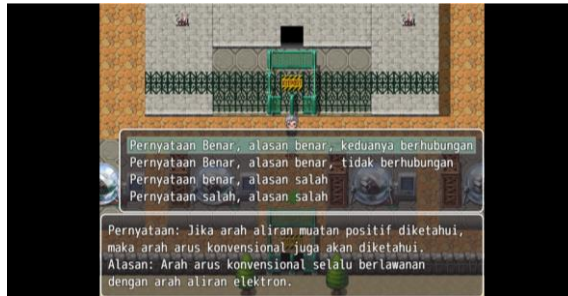 Pernyataan Benar, alasan benar, keduanya berhubungan
Pernyataan Benar, alasan benar, tidak berhubungan
Pernyataan benar, alasan salah
Pernyataan salah, alasan salah
Pernyataan: Jika arah aliran muatan positif diketahui,
maka arah arus konvensional juga akan diketahui.
Alasan: Arah arus konvensional selalu berlawanan
dengan arah aliran elektron.